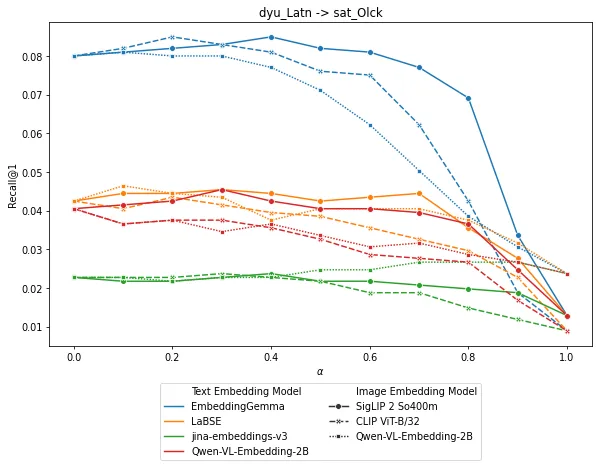 dyu_Latn -> sat_Olck
Recall@1
0.08
0.07
0.06
0.05
0.04
0.03
0.02
0.01
0.0 0.2 0.4 0.6 0.8 1.0
α
Text Embedding Model Image Embedding Model
EmbeddingGemma SigLIP 2 So400m
LaBSE CLIP ViT-B/32
jina-embeddings-v3 Qwen-VL-Embedding-2B
Qwen-VL-Embedding-2B